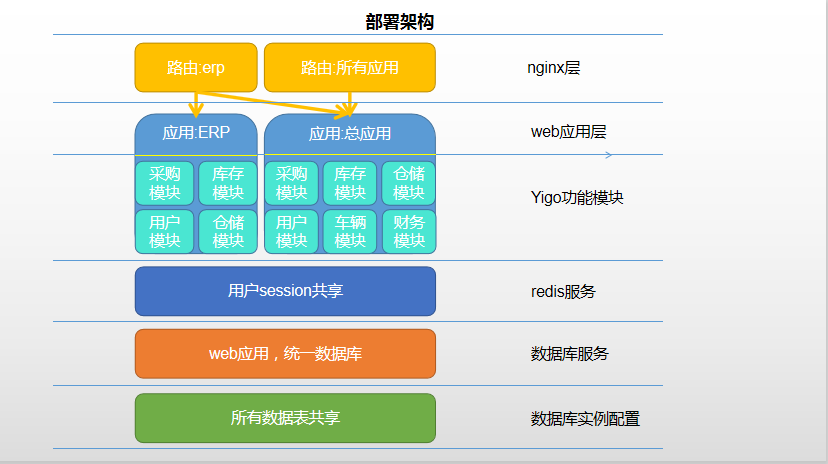 部署架构
路由:erp
路由:所有应用
nginx层
应用:ERP
应用:总应用
web应用层
采购
模块
库存
模块
采购
模块
库存
模块
仓储
模块
Yigo功能模块
用户
模块
仓储
模块
用户
模块
车辆
模块
财务
模块
用户session共享
redis服务
web应用，统一数据库
数据库服务
所有数据表共享
数据库实例配置